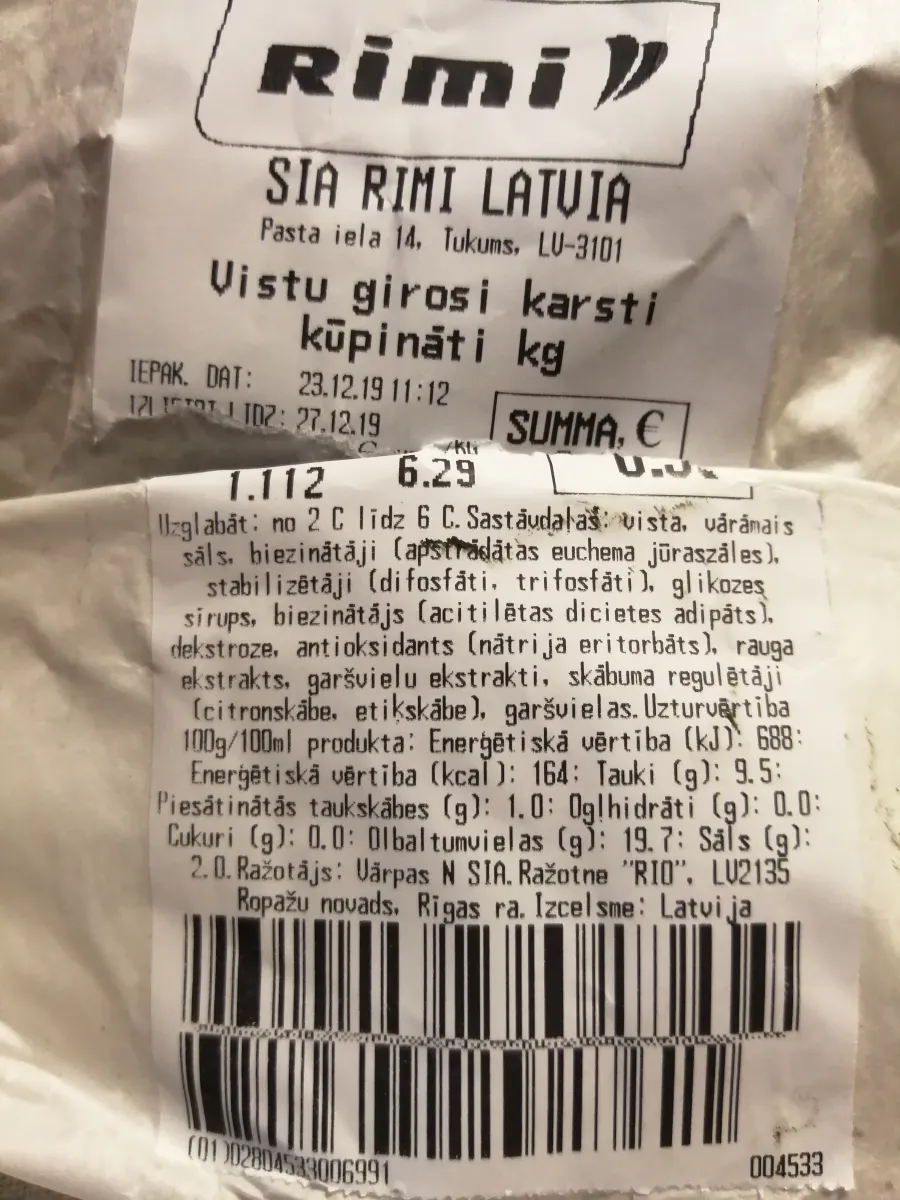 Rimi
SIA RIMI LATVIA
Pasta iela 14, Tukums, LV-3101
Vistu girosi karsti
kūpināti kg
IEPAK. DAT: 23.12.19 11:12
LIDZ: 27.12.19
SUMMA, €
/KG
1.112 6.29
Uzglabāt: no 2 C līdz 6 C. Sastāvdaļas: vista, vārāmais
sāls, biezinātāji (apstrādātas euchema jūraszāles),
stabilizētāji (difosfāti, trifosfāti), glikozes
sīrups, biezinātājs (acitilētas dicietes adipāts),
dekstroze, antioksidants (nātrija eritorbāts), rauga
ekstrakts, garšvielu ekstrakti, skābuma regulētāji
(citronskābe, etiķskābe), garšvielas. Uzturvērtība
100g/100ml produkta: Enerģētiskā vērtība (kJ): 688:
Enerģētiskā vērtība (kcal): 164: Tauki (g): 9.5:
Piesātinātās taukskābes (g): 1.0: Ogļhidrāti (g): 0.0:
Cukuri (g): 0.0: Olbaltumvielas (g): 19.7: Sāls (g):
2.0. Ražotājs: Vārpas N SIA. Ražotne "RIO", LV2135
Ropažu novads, Rīgas ra. Izcelsme: Latvija
(01)02804533006991 004533